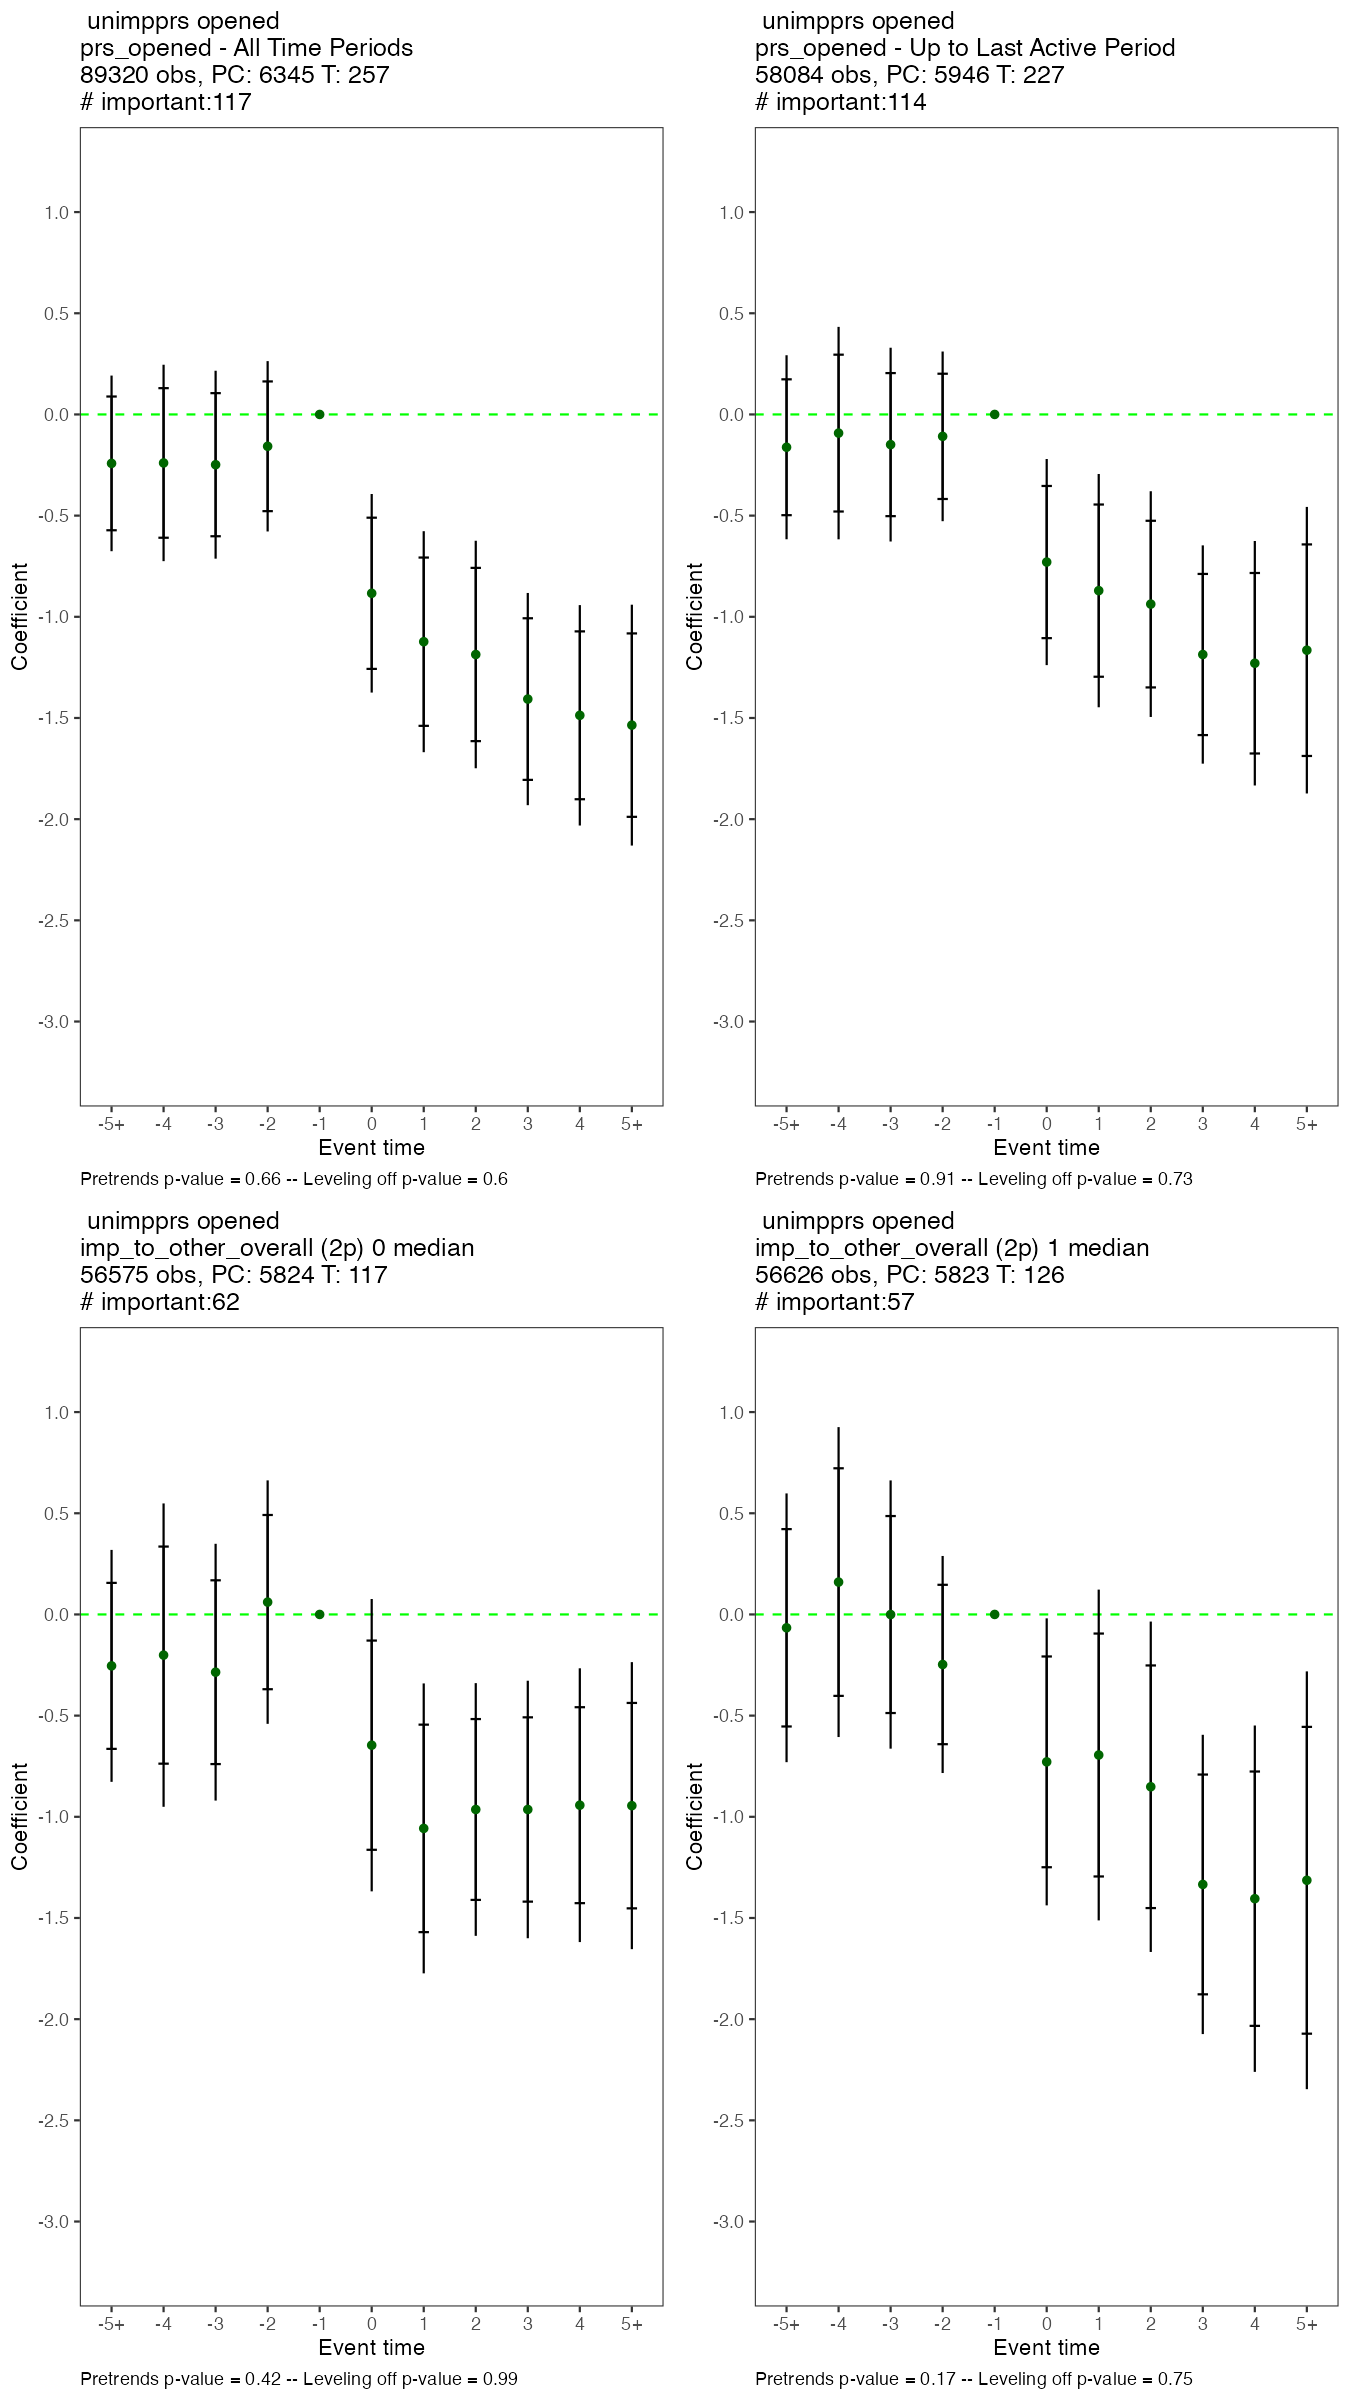 unimpprs opened
prs_opened - All Time Periods
89320 obs, PC: 6345 T: 257
# important:117
1.0
0.5
0.0
-0.5
-1.0
-1.5
-2.0
-2.5
-3.0
Coefficient
-5+ -4 -3 -2 -1 0 1 2 3 4 5+
Event time
Pretrends p-value = 0.66 -- Leveling off p-value = 0.6
unimpprs opened
prs_opened - Up to Last Active Period
58084 obs, PC: 5946 T: 227
# important:114
1.0
0.5
0.0
-0.5
-1.0
-1.5
-2.0
-2.5
-3.0
Coefficient
-5+ -4 -3 -2 -1 0 1 2 3 4 5+
Event time
Pretrends p-value = 0.91 -- Leveling off p-value = 0.73
unimpprs opened
imp_to_other_overall (2p) 0 median
56575 obs, PC: 5824 T: 117
# important:62
1.0
0.5
0.0
-0.5
-1.0
-1.5
-2.0
-2.5
-3.0
Coefficient
-5+ -4 -3 -2 -1 0 1 2 3 4 5+
Event time
Pretrends p-value = 0.42 -- Leveling off p-value = 0.99
unimpprs opened
imp_to_other_overall (2p) 1 median
56626 obs, PC: 5823 T: 126
# important:57
1.0
0.5
0.0
-0.5
-1.0
-1.5
-2.0
-2.5
-3.0
Coefficient
-5+ -4 -3 -2 -1 0 1 2 3 4 5+
Event time
Pretrends p-value = 0.17 -- Leveling off p-value = 0.75